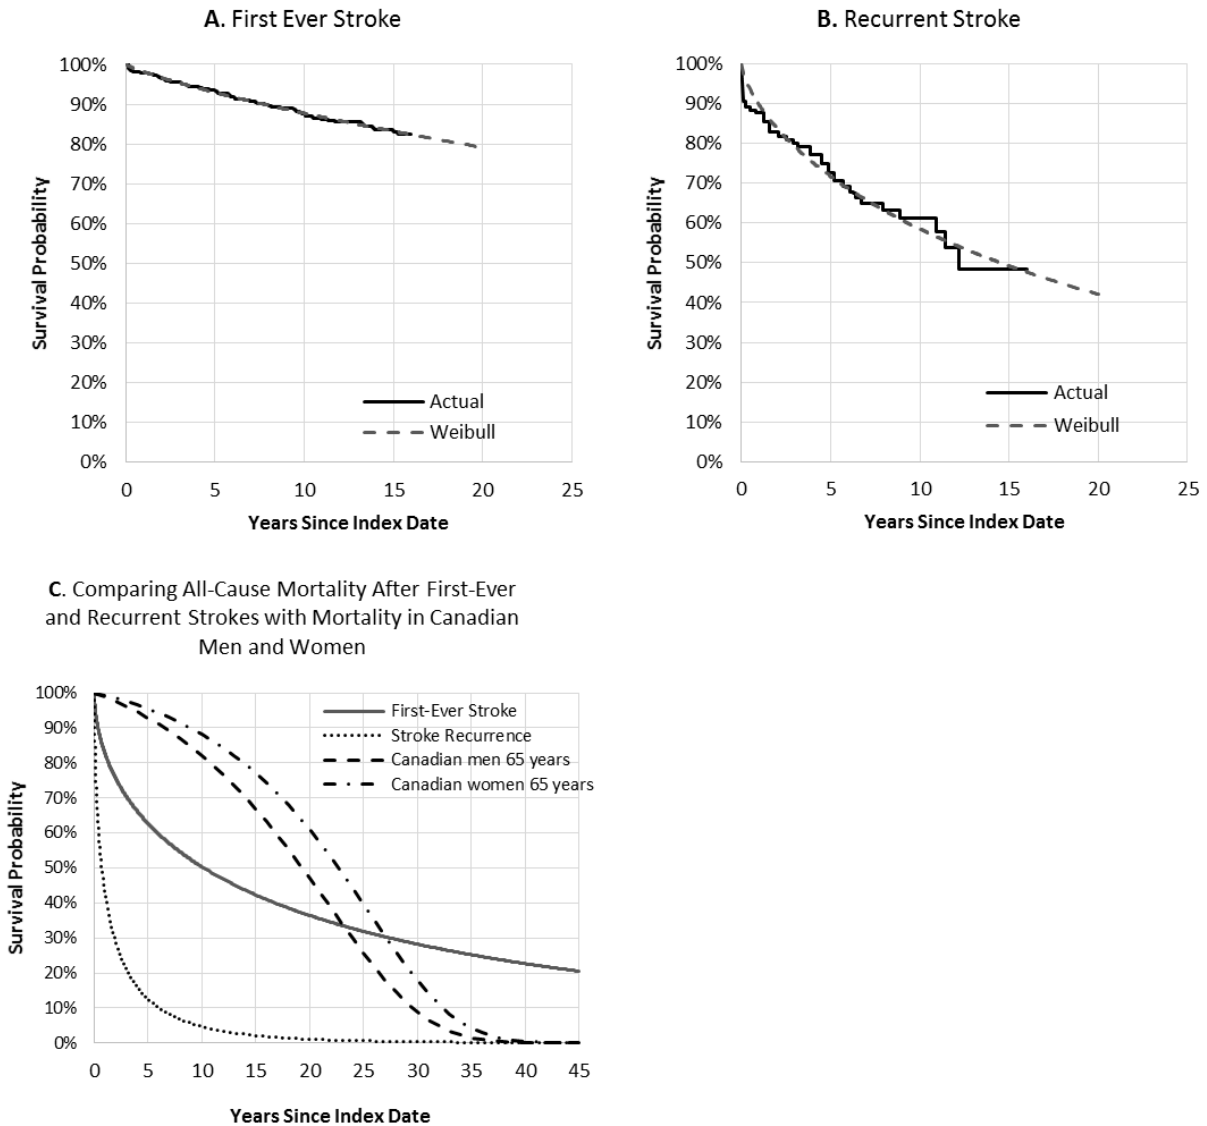 A. First Ever Stroke
100%
90%
80%
70%
60%
50%
40%
30%
20%
10%
0%
Survival Probability
Actual
Weibull
0 5 10 15 20 25
Years Since Index Date
B. Recurrent Stroke
100%
90%
80%
70%
60%
50%
40%
30%
20%
10%
0%
Survival Probability
Actual
Weibull
0 5 10 15 20 25
Years Since Index Date
C. Comparing All-Cause Mortality After First-Ever
and Recurrent Strokes with Mortality in Canadian
Men and Women
100%
90%
80%
70%
60%
50%
40%
30%
20%
10%
0%
Survival Probability
First-Ever Stroke
Stroke Recurrence
Canadian men 65 years
Canadian women 65 years
0 5 10 15 20 25 30 35 40 45
Years Since Index Date